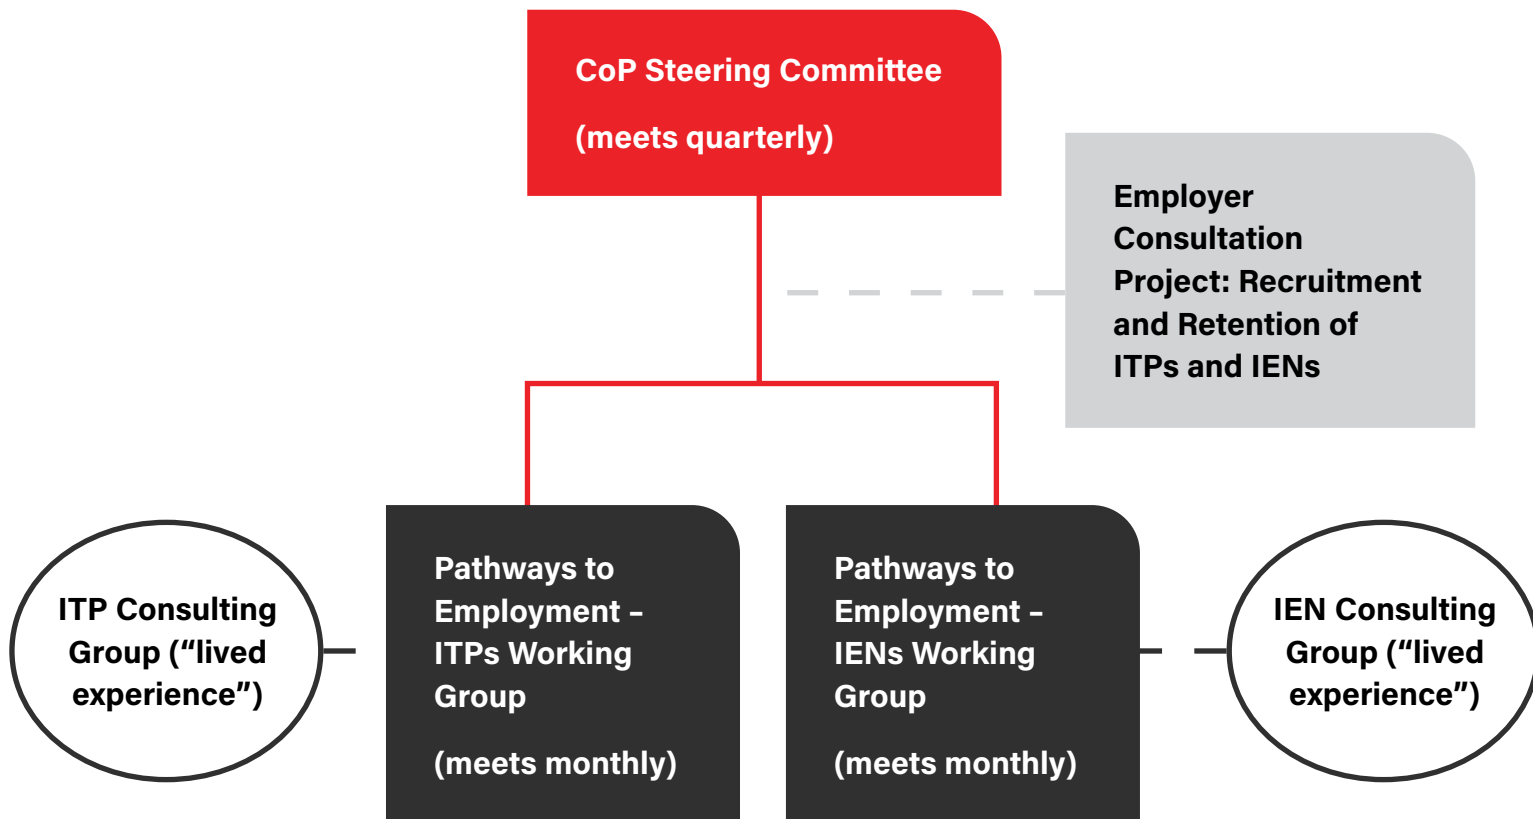 CoP Steering Committee
(meets quarterly)
Employer
Consultation
Project: Recruitment
and Retention of
ITPs and IENs
ITP Consulting
Group (“lived
experience”)
Pathways to
Employment –
ITPs Working
Group
(meets monthly)
Pathways to
Employment –
IENs Working
Group
(meets monthly)
IEN Consulting
Group (“lived
experience”)